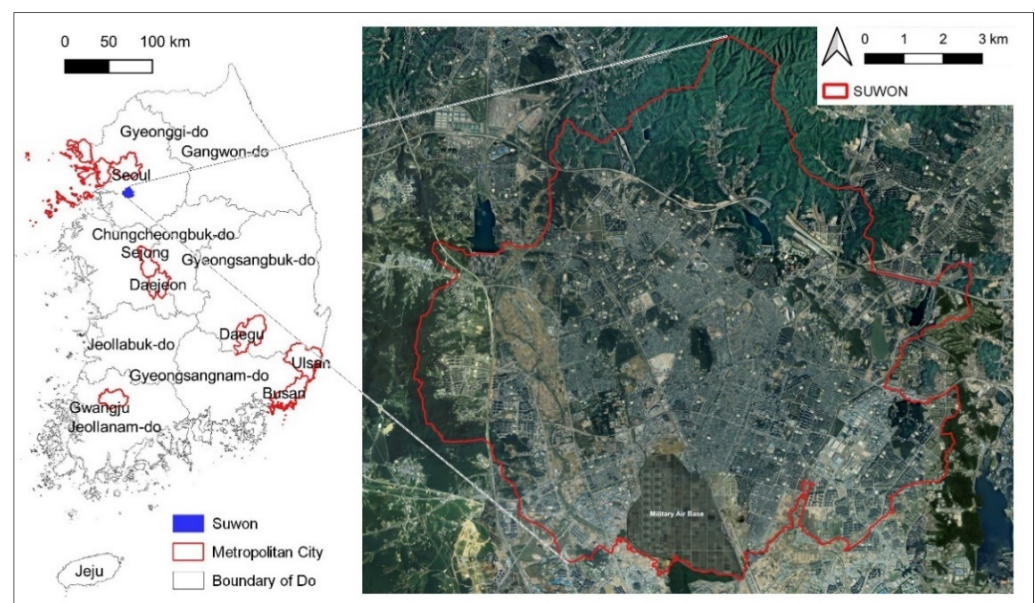 0 50 100 km
Gyeonggi-do
Gangwon-do
Seoul
Chungcheongbuk-do
Sejong
Gyeongsangbuk-do
Daejeon
Daegu
Jeollabuk-do
Ulsan
Gyeongsangnam-do
Busan
Gwangju
Jeollanam-do
Jeju
Suwon
Metropolitan City
Boundary of Do
0 1 2 3 km
SUWON
Military Air Base